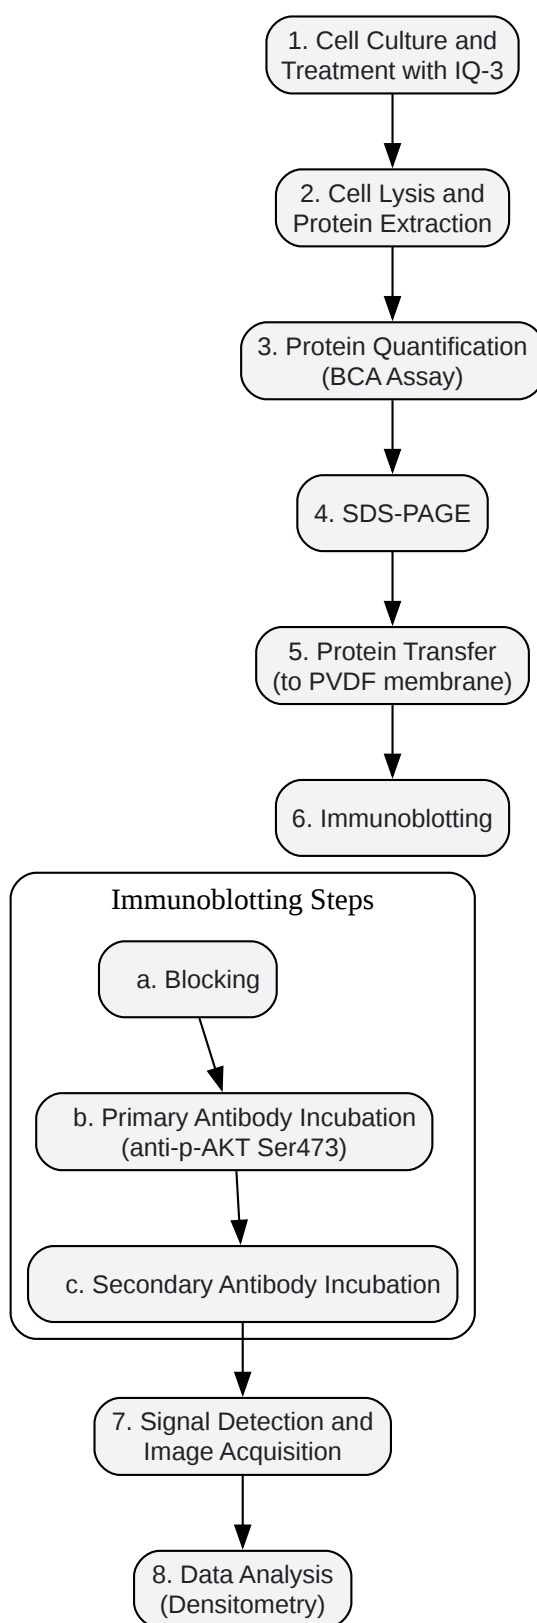 1. Cell Culture and
Treatment with IQ-3
2. Cell Lysis and
Protein Extraction
3. Protein Quantification
(BCA Assay)
4. SDS-PAGE
5. Protein Transfer
(to PVDF membrane)
6. Immunoblotting
Immunoblotting Steps
a. Blocking
b. Primary Antibody Incubation
(anti-p-AKT Ser473)
c. Secondary Antibody Incubation
7. Signal Detection and
Image Acquisition
8. Data Analysis
(Densitometry)